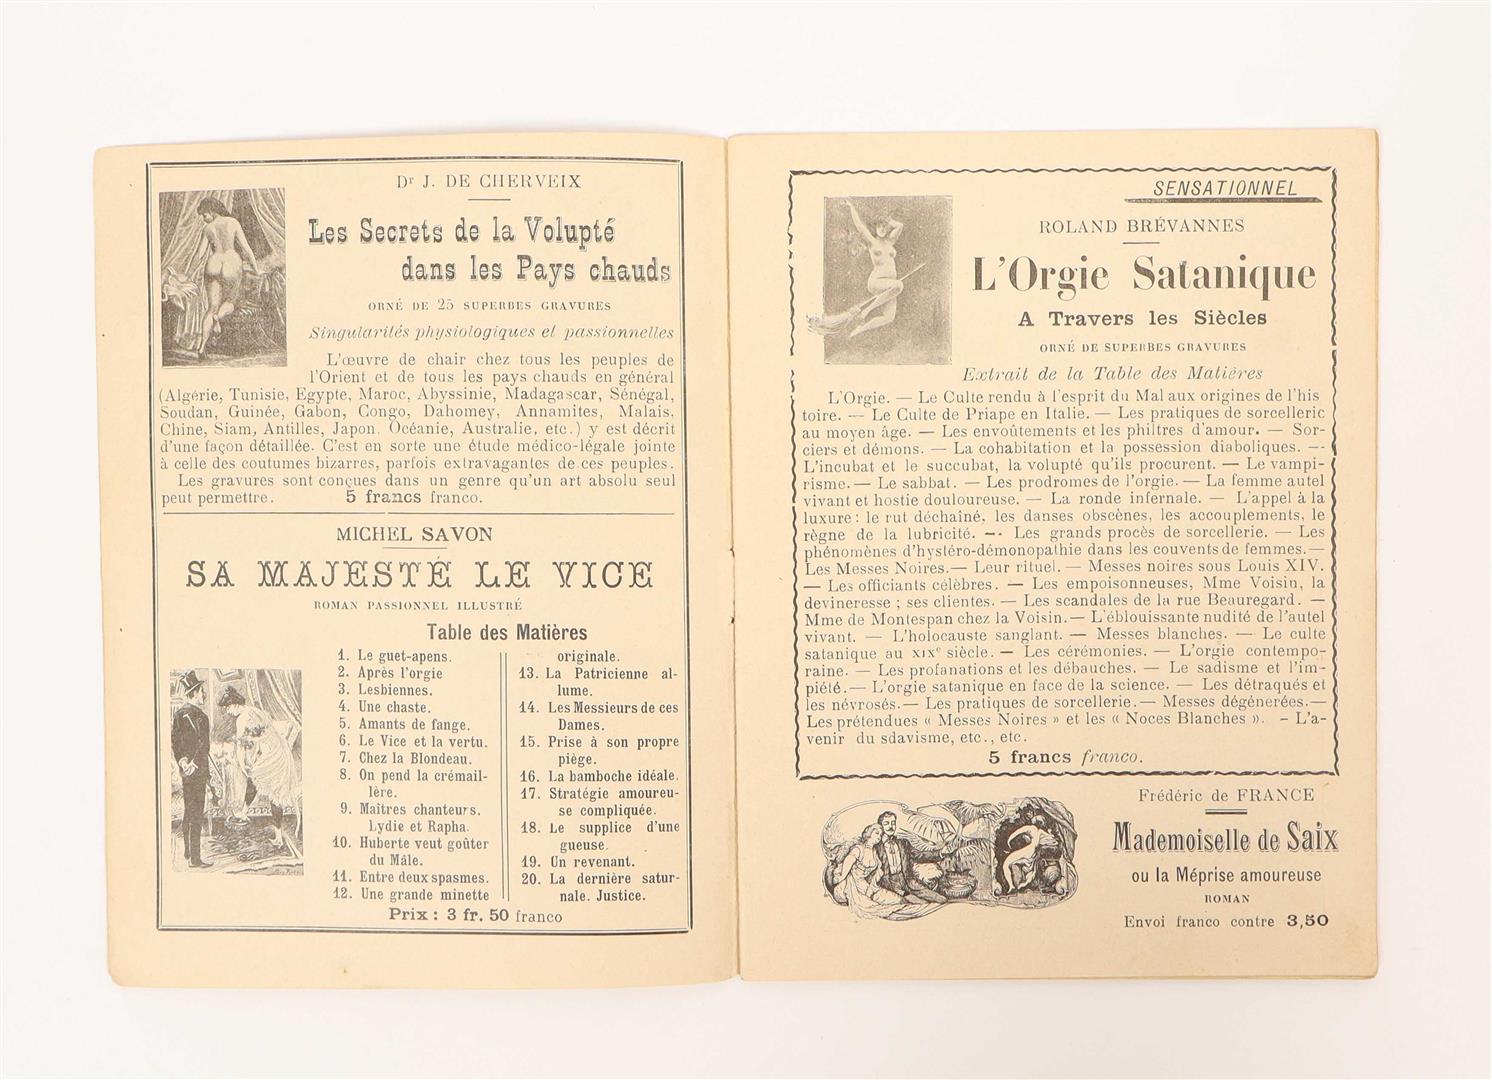 Dr J. DE CHERVEIX
Les Secrets de la Volupté
dans les Pays chauds
ORNÉ DE 25 SUPERBES GRAVURES
Singularités physiologiques et passionnelles
L'œuvre de chair chez tous les peuples de
l'Orient et de tous les pays chauds en général
(Algérie, Tunisie, Egypte, Maroc, Abyssinie, Madagascar, Sénégal,
Soudan, Guinée, Gabon, Congo, Dahomey, Annamites, Malais,
Chine, Siam, Antilles, Japon, Océanie, Australie, etc.) y est décrit
d'une façon détaillée. C'est en sorte une étude médico-légale jointe
à celle des coutumes bizarres, parfois extravagantes de ces peuples.
Les gravures sont conçues dans un genre qu'un art absolu seul
peut permettre. 5 francs franco.
MICHEL SAVON
SA MAJESTÉ LE VICE
ROMAN PASSIONNEL ILLUSTRÉ
Table des Matières
1. Le guet-apens.
2. Après l'orgie
3. Lesbiennes.
4. Une chaste.
5. Amants de fange.
6. Le Vice et la vertu.
7. Chez la Blondeau.
8. On pend la crémail-
lère.
9. Maîtres chanteurs.
Lydie et Rapha.
10. Huberte veut goûter
du Mâle.
11. Entre deux spasmes.
12. Une grande minette
originale.
13. La Patricienne al-
lume.
14. Les Messieurs de ces
Dames.
15. Prise à son propre
piège.
16. La bamboche idéale.
17. Stratégie amoureu-
se compliquée.
18. Le supplice d'une
gueuse.
19. Un revenant.
20. La dernière satur-
nale. Justice.
Prix : 3 fr. 50 franco
SENSATIONNEL
ROLAND BRÉVANNES
L'Orgie Satanique
A Travers les Siècles
ORNÉ DE SUPERBES GRAVURES
Extrait de la Table des Matières
L'Orgie. — Le Culte rendu à l'esprit du Mal aux origines de l'his
toire. — Le Culte de Priape en Italie. — Les pratiques de sorcellerie
au moyen âge. — Les envoûtements et les philtres d'amour. — Sor-
ciers et démons. — La cohabitation et la possession diaboliques. —
L'incubat et le succubat, la volupté qu'ils procurent. — Le vampi-
risme. — Le sabbat. — Les prodromes de l'orgie. — La femme autel
vivant et hostie douloureuse. — La ronde infernale. — L'appel à la
luxure : le rut déchaîné, les danses obscènes, les accouplements, le
règne de la lubricité. — Les grands procès de sorcellerie. — Les
phénomènes d'hystéro-démonopathie dans les couvents de femmes. —
Les Messes Noires. — Leur rituel. — Messes noires sous Louis XIV.
— Les officiants célèbres. — Les empoisonneuses, Mme Voisin, la
devineresse ; ses clientes. — Les scandales de la rue Beauregard. —
Mme de Montespan chez la Voisin. — L'éblouissante nudité de l'autel
vivant. — L'holocauste sanglant. — Messes blanches. — Le culte
satanique au XIXe siècle. — Les cérémonies. — L'orgie contempo-
raine. — Les profanations et les débauches. — Le sadisme et l'im-
piété. — L'orgie satanique en face de la science. — Les détraqués et
les névrosés. — Les pratiques de sorcellerie. — Messes dégénerées. —
Les prétendues « Messes Noires » et les « Noces Blanches ». — L'a-
venir du sdavisme, etc., etc.
5 francs franco.
Frédéric de FRANCE
Mademoiselle de Saix
ou la Méprise amoureuse
ROMAN
Envoi franco contre 3,50